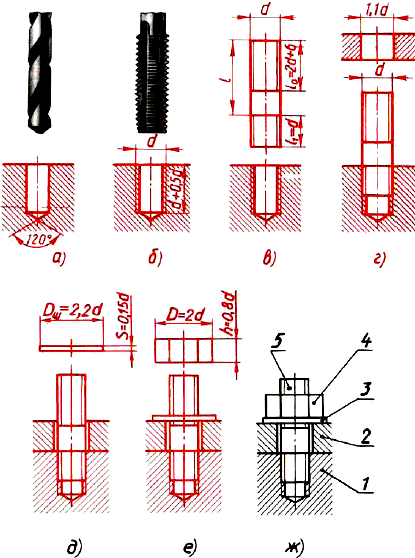 d
1,1d
l
l₀=2d+6
l₁=d
d
d
d+0,5d
120°
а) б) в) г)
Dш=2,2d
S=0,15d
D=2d
h=0,8d
5
4
3
2
1
д) е) ж)